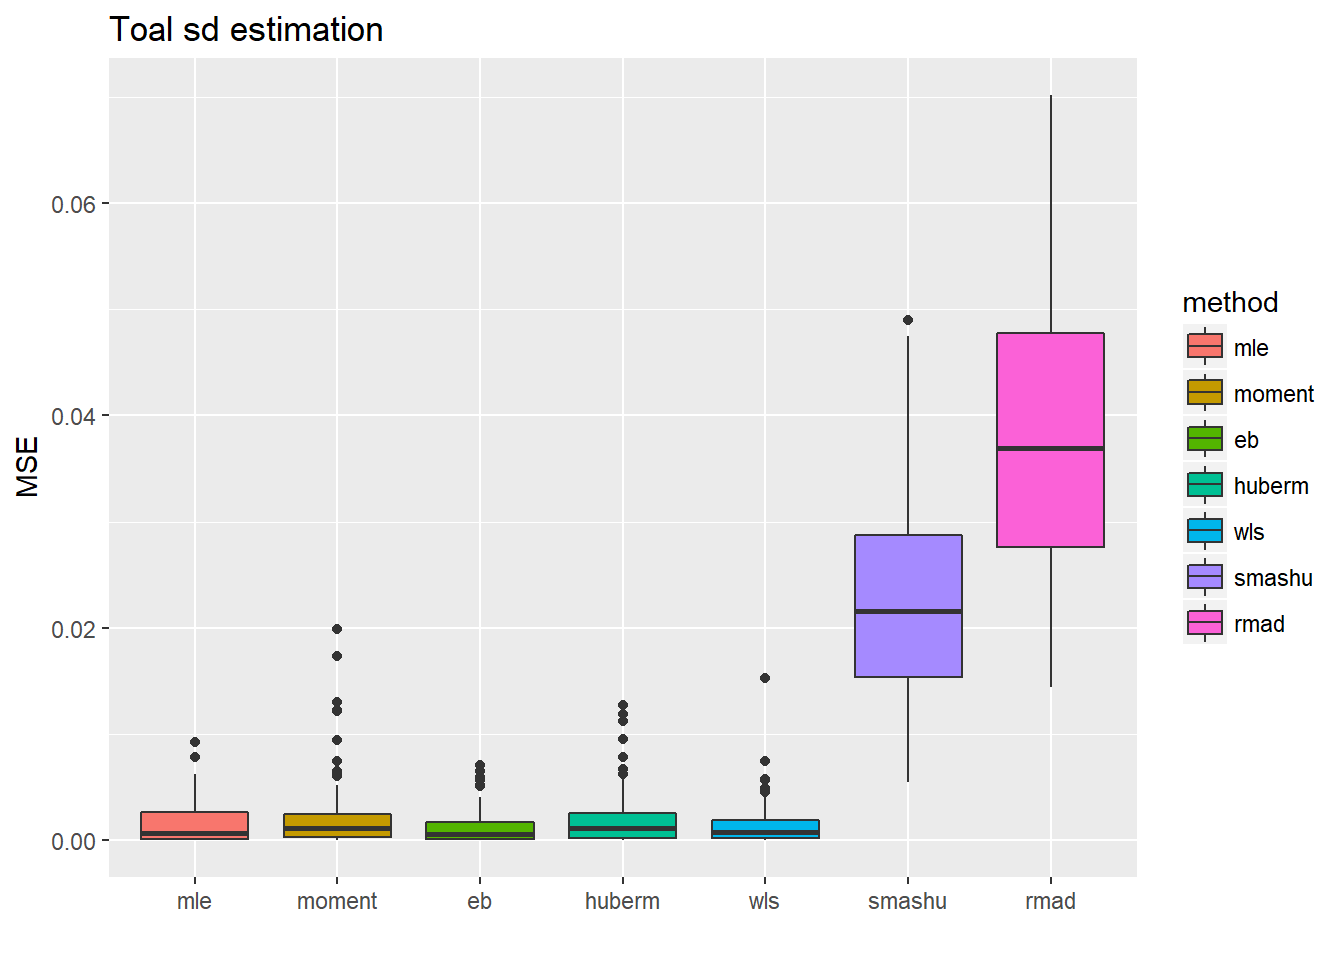 Toal sd estimation
MSE
0.06
0.04
0.02
0.00
mle moment eb huberm wls smashu rmad
method
mle
moment
eb
huberm
wls
smashu
rmad